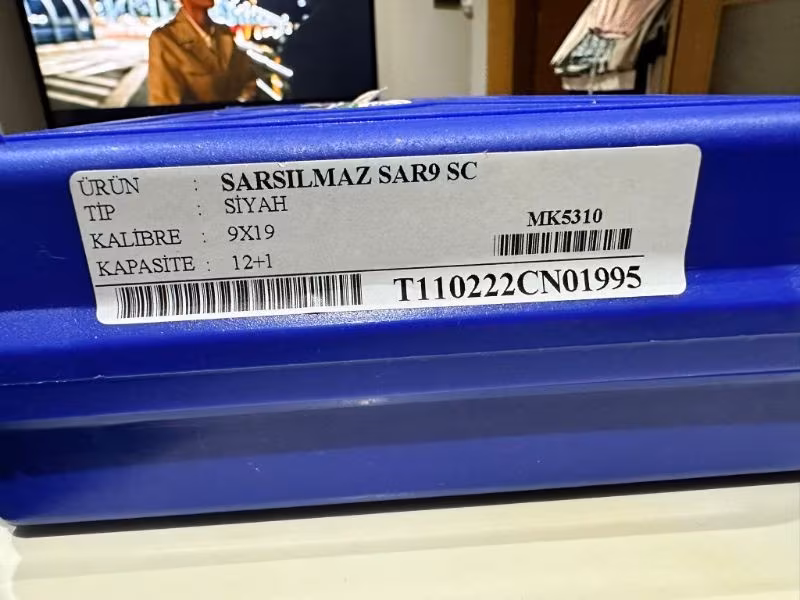 ÜRÜN : SARSILMAZ SAR9 SC
TİP : SİYAH
KALİBRE : 9X19
KAPASİTE : 12+1
MK5310
T110222CN01995